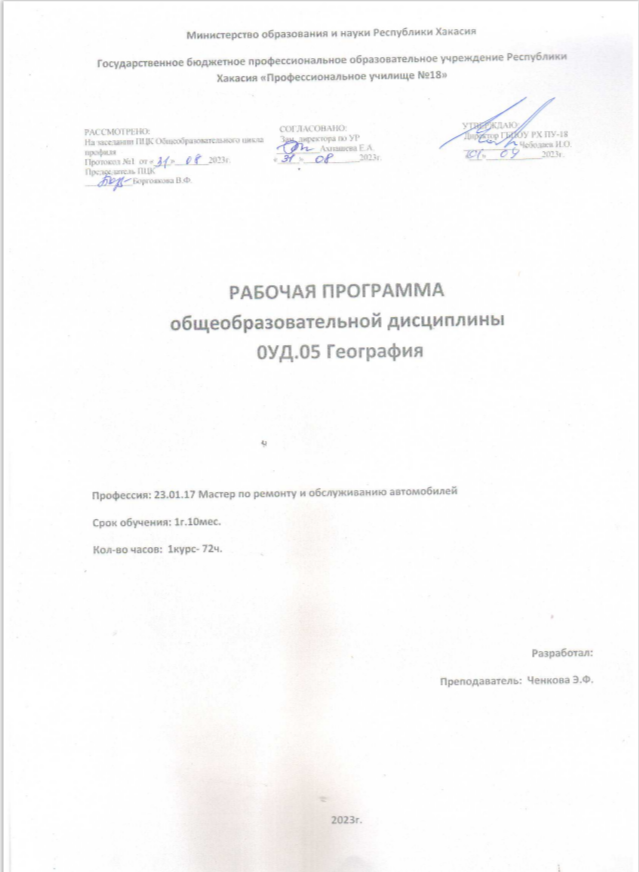 Министерство образования и науки Республики Хакасия
Государственное бюджетное профессиональное образовательное учреждение Республики
Хакасия «Профессиональное училище №18»
РАССМОТРЕНО:
На заседании ПЦК Общеобразовательного цикла
профиля
Протокол №1 от « 31 » 08 2023г.
Председатель ПЦК
Боргоякова В.Ф.
СОГЛАСОВАНО:
Зам. директора по УР
Ахпашева Е.А.
« 31 » 08 2023г.
УТВЕРЖДАЮ:
Директор ГБПОУ РХ ПУ-18
Чебодаев И.О.
2023г.
РАБОЧАЯ ПРОГРАММА
общеобразовательной дисциплины
0УД.05 География
Профессия: 23.01.17 Мастер по ремонту и обслуживанию автомобилей
Срок обучения: 1г.10мес.
Кол-во часов: 1курс- 72ч.
Разработал:
Преподаватель: Ченкова Э.Ф.
2023г.